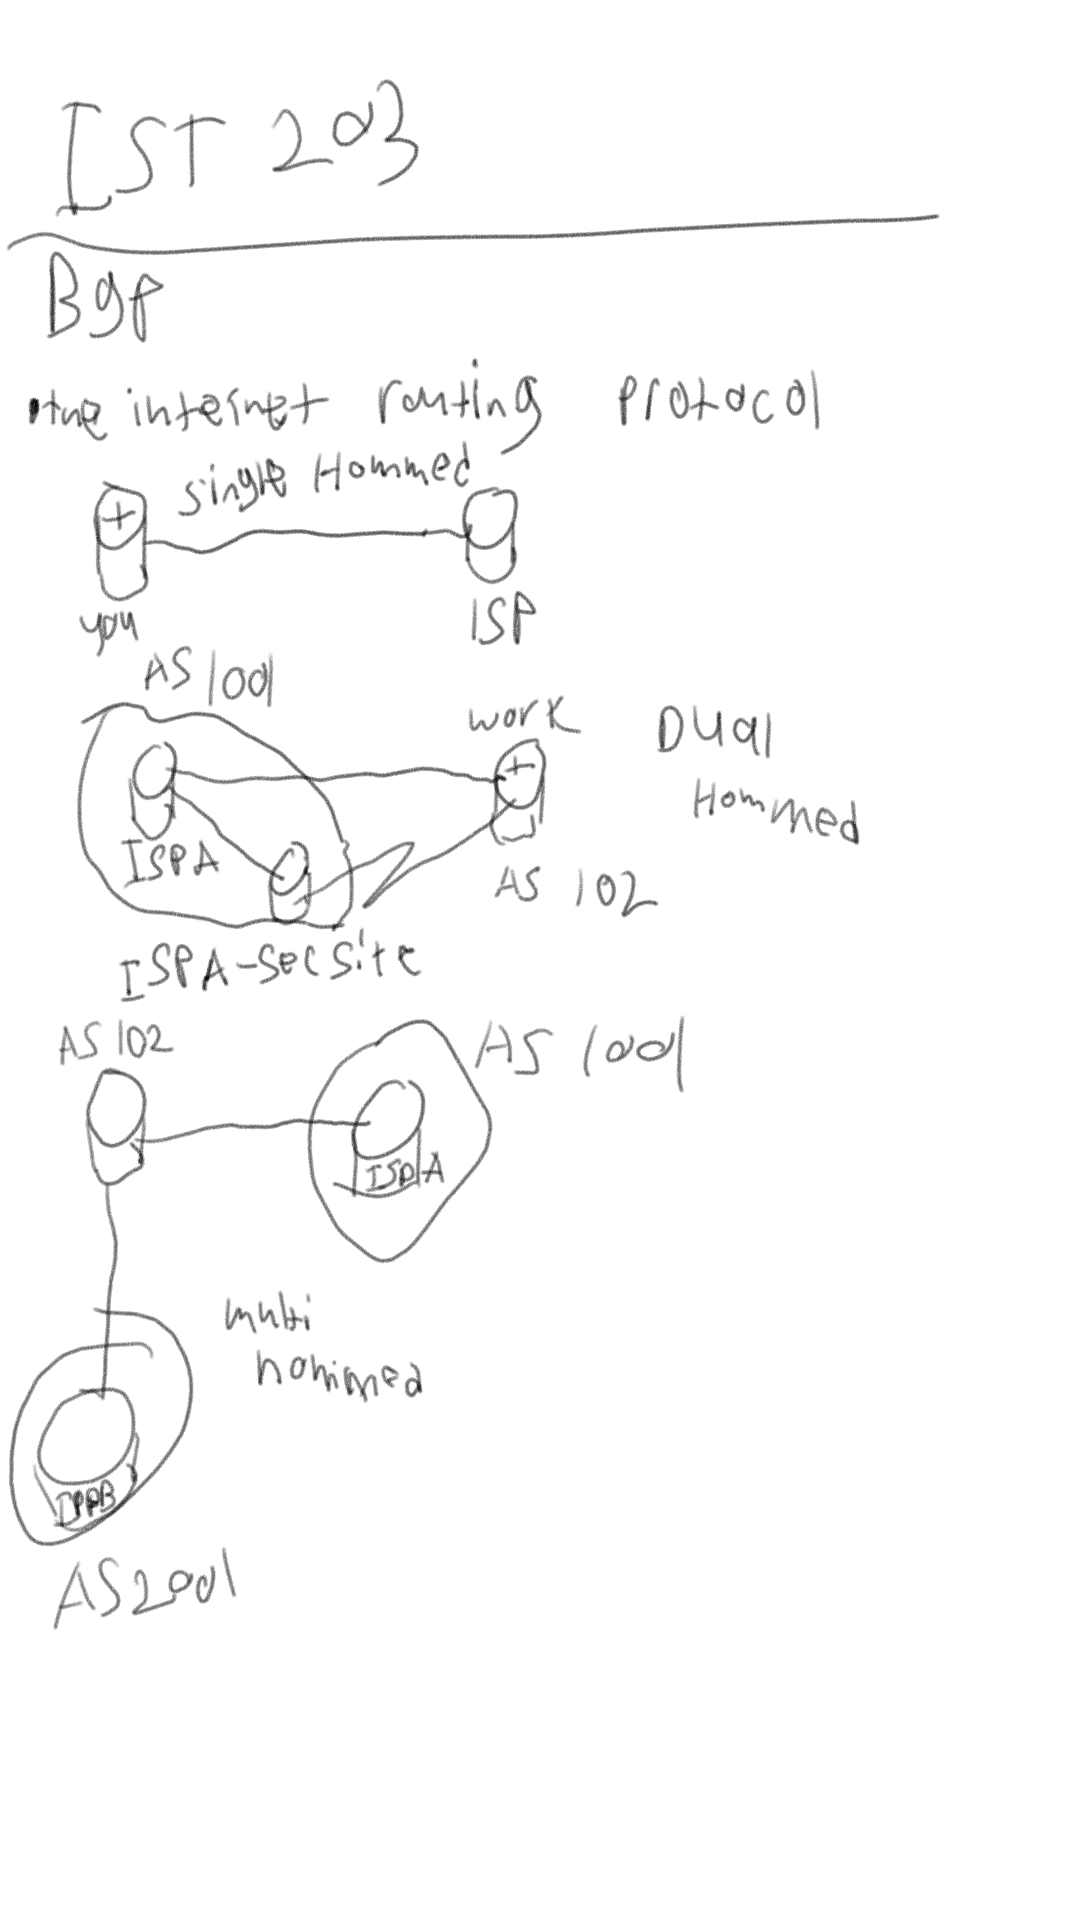 IST 203
Bgp
•the internet routing protocol
single Hommed
you
ISP
AS 1001
work
Dual
Hommed
ISPA
AS 102
ISPA-sec site
AS 102
AS 1001
ISPA
multi
hommed
ISPB
AS2001